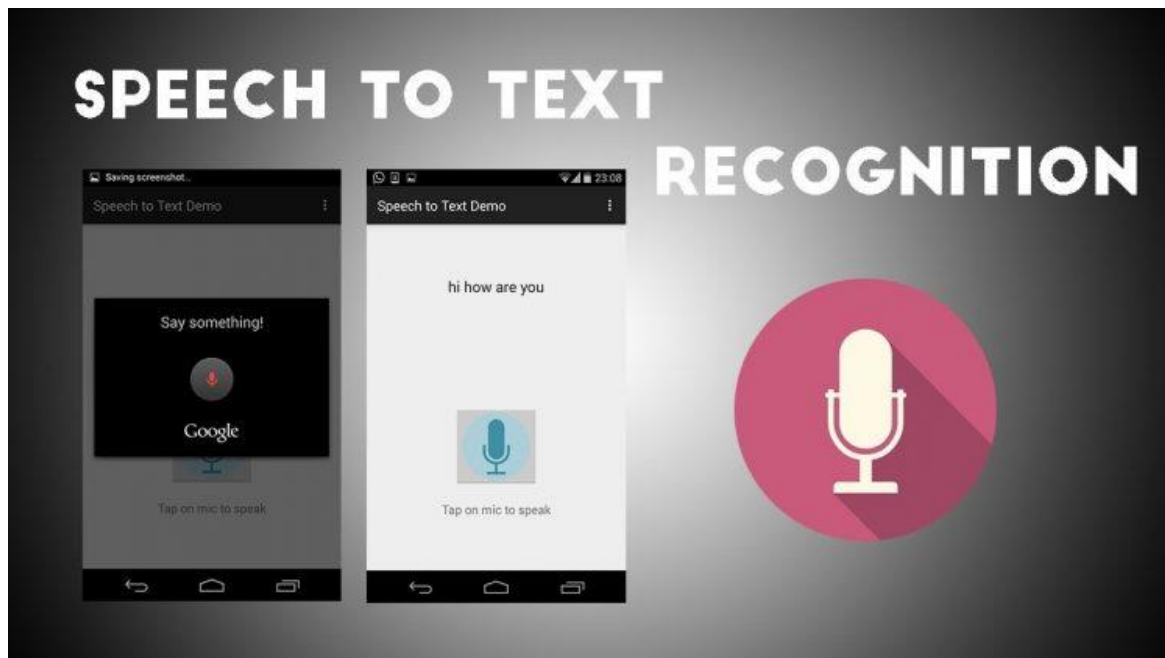 SPEECH TO TEXT
RECOGNITION
Saving screenshot...
Speech to Text Demo
Say something!
Google
Tap on mic to speak
23:08
Speech to Text Demo
hi how are you
Tap on mic to speak